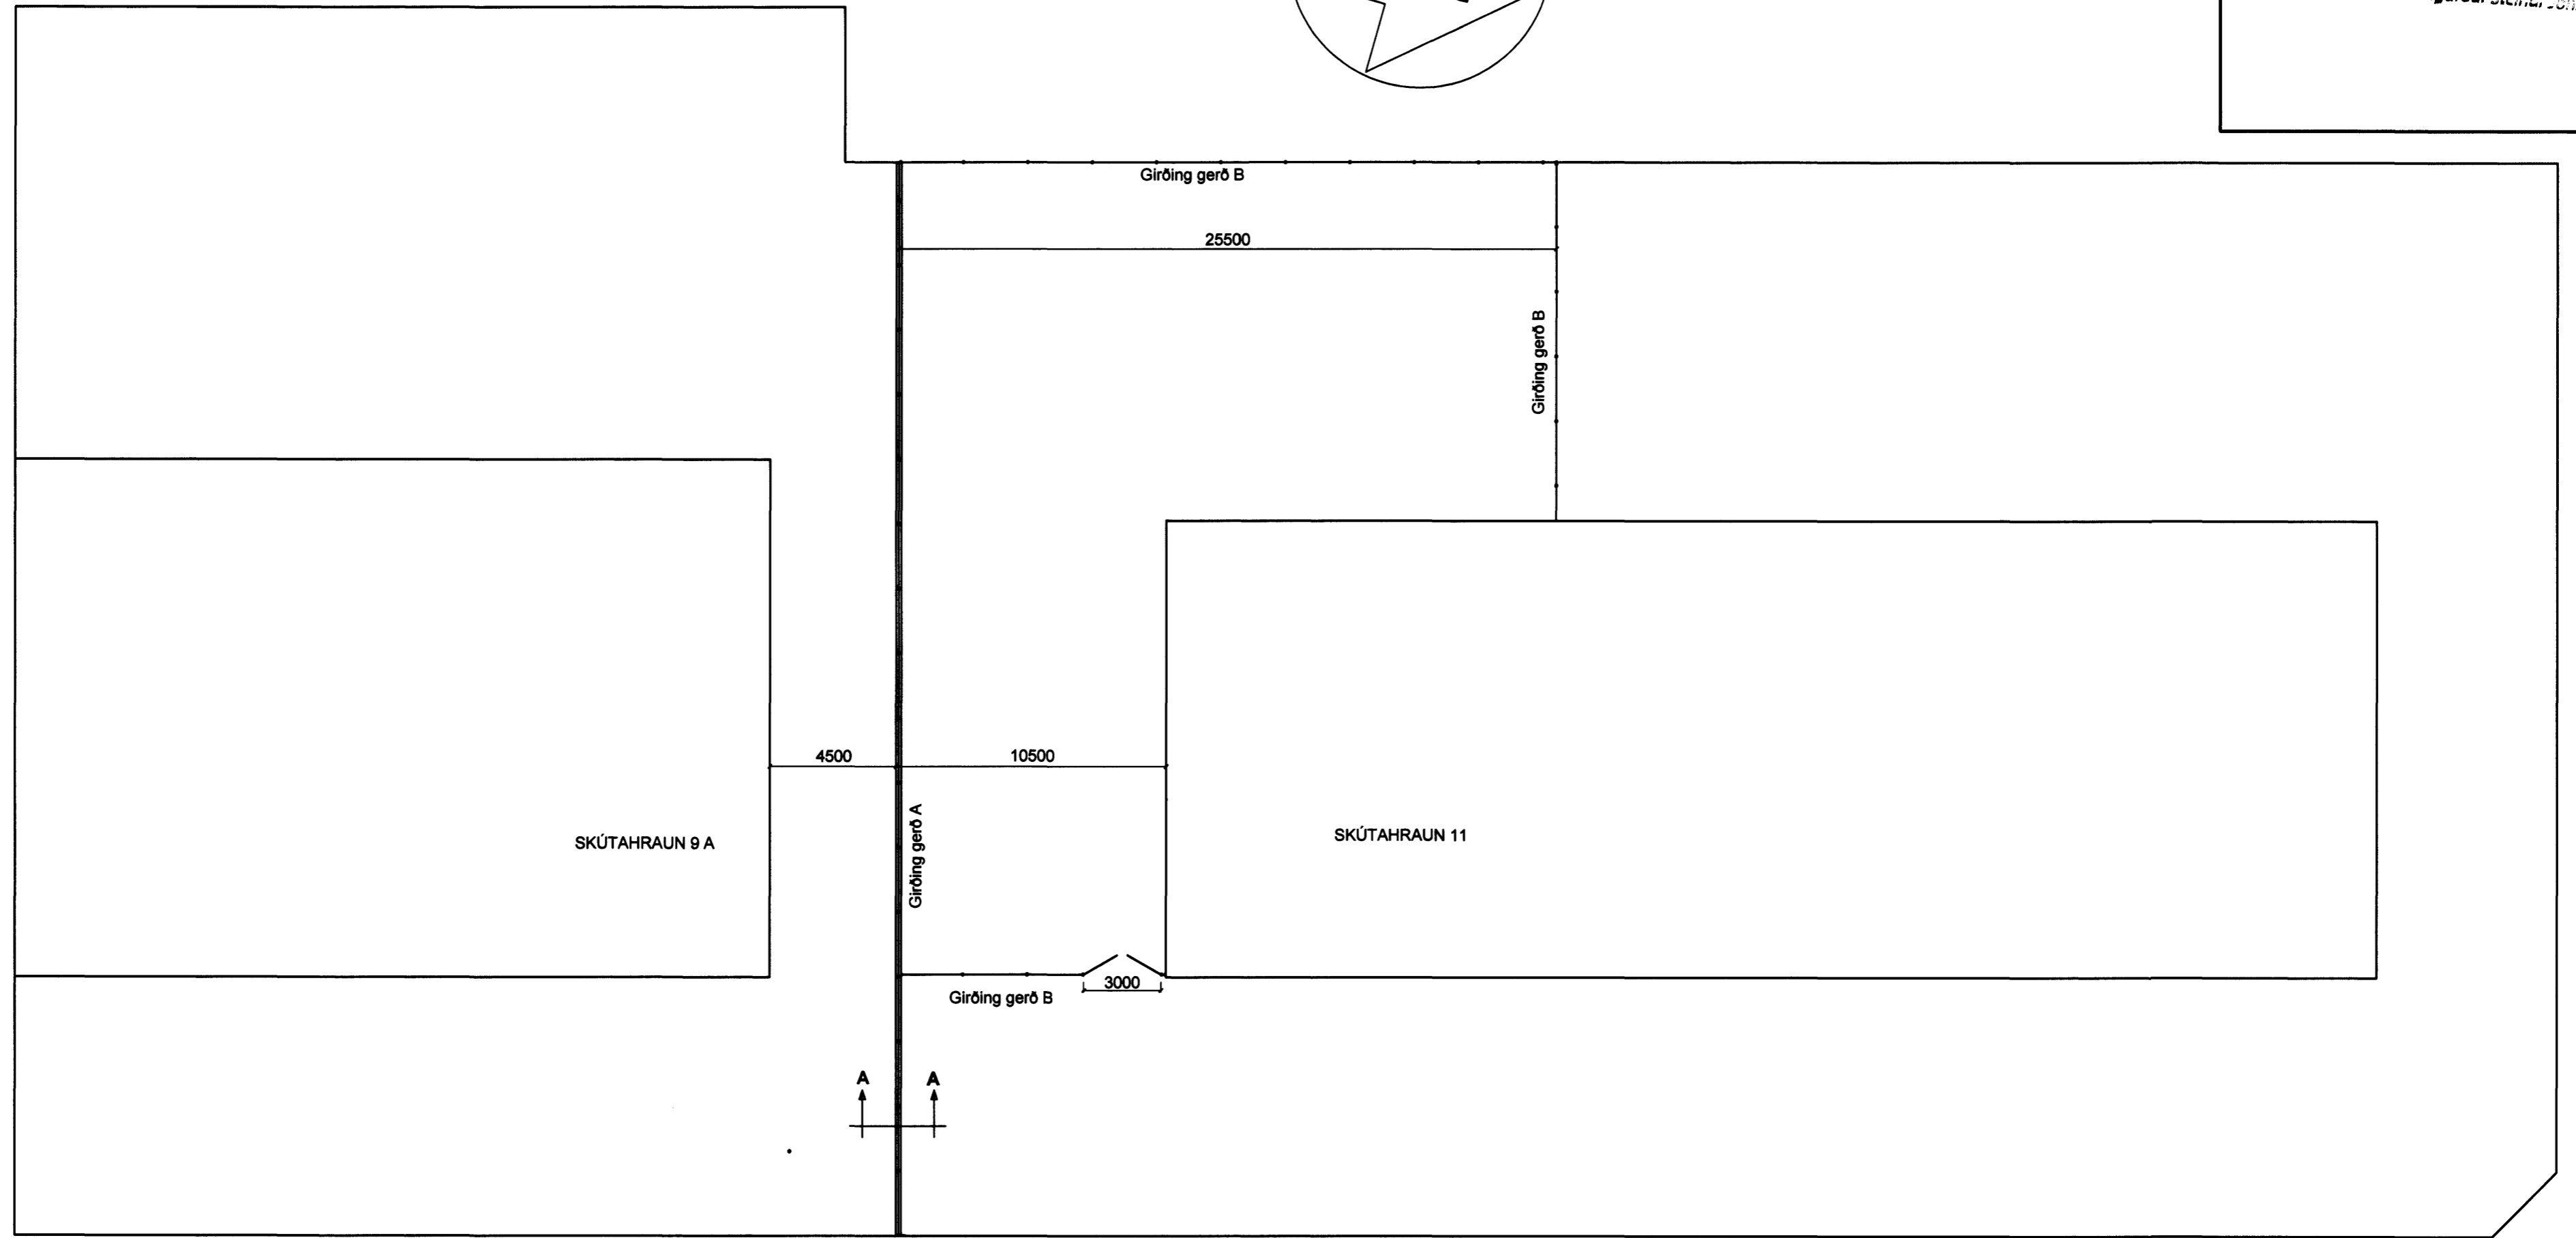 Girðing gerð B
25500
Girðing gerð B
4500
10500
Girðing gerð A
SKÚTAHRAUN 9 A
SKÚTAHRAUN 11
3000
Girðing gerð B
A
A